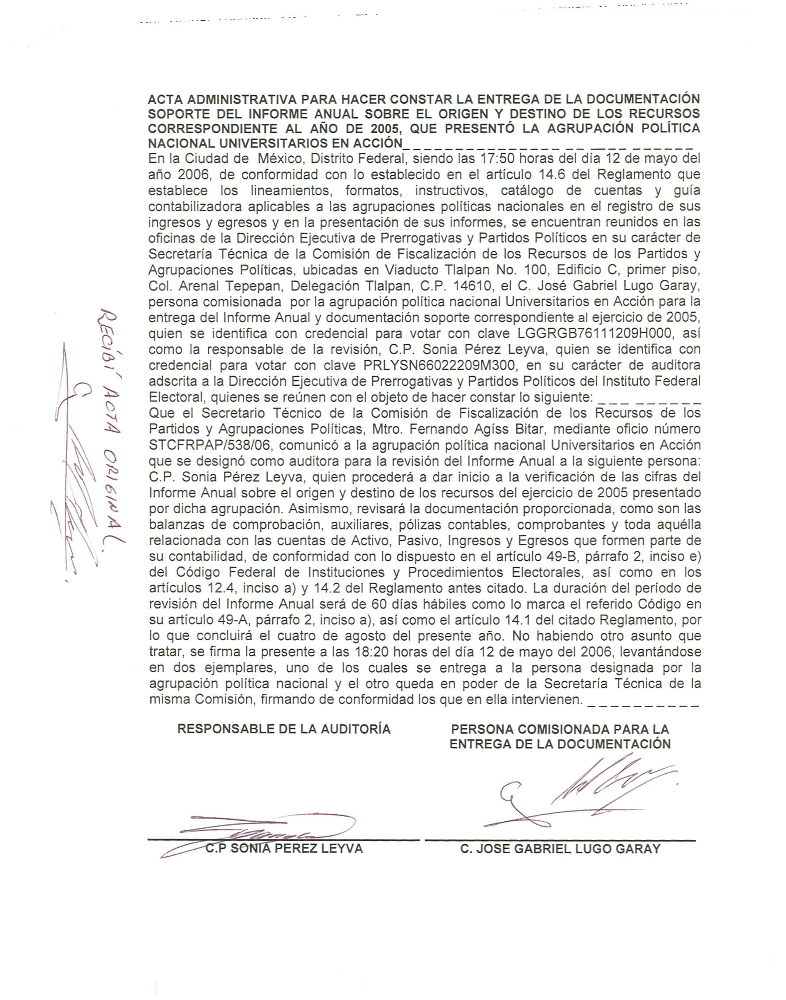 ACTA ADMINISTRATIVA PARA HACER CONSTAR LA ENTREGA DE LA DOCUMENTACIÓN
SOPORTE DEL INFORME ANUAL SOBRE EL ORIGEN Y DESTINO DE LOS RECURSOS
CORRESPONDIENTE AL AÑO DE 2005, QUE PRESENTÓ LA AGRUPACIÓN POLÍTICA
NACIONAL UNIVERSITARIOS EN ACCIÓN_ _ _ _ _ _ _ _ _ _ _ _ _ _ _ _ _ _ _ _ _ _ _ _ _ _ _
En la Ciudad de México, Distrito Federal, siendo las 17:50 horas del día 12 de mayo del
año 2006, de conformidad con lo establecido en el artículo 14.6 del Reglamento que
establece los lineamientos, formatos, instructivos, catálogo de cuentas y guía
contabilizadora aplicables a las agrupaciones políticas nacionales en el registro de sus
ingresos y egresos y en la presentación de sus informes, se encuentran reunidos en las
oficinas de la Dirección Ejecutiva de Prerrogativas y Partidos Políticos en su carácter de
Secretaría Técnica de la Comisión de Fiscalización de los Recursos de los Partidos y
Agrupaciones Políticas, ubicadas en Viaducto Tlalpan No. 100, Edificio C, primer piso,
Col. Arenal Tepepan, Delegación Tlalpan, C.P. 14610, el C. José Gabriel Lugo Garay,
persona comisionada por la agrupación política nacional Universitarios en Acción para la
entrega del Informe Anual y documentación soporte correspondiente al ejercicio de 2005,
quien se identifica con credencial para votar con clave LGGRGB76111209H000, así
como la responsable de la revisión, C.P. Sonia Pérez Leyva, quien se identifica con
credencial para votar con clave PRLYSN66022209M300, en su carácter de auditora
adscrita a la Dirección Ejecutiva de Prerrogativas y Partidos Políticos del Instituto Federal
Electoral, quienes se reúnen con el objeto de hacer constar lo siguiente: _ _ _ _ _ _ _ _ _
Que el Secretario Técnico de la Comisión de Fiscalización de los Recursos de los
Partidos y Agrupaciones Políticas, Mtro. Fernando Agíss Bitar, mediante oficio número
STCFRPAP/538/06, comunicó a la agrupación política nacional Universitarios en Acción
que se designó como auditora para la revisión del Informe Anual a la siguiente persona:
C.P. Sonia Pérez Leyva, quien procederá a dar inicio a la verificación de las cifras del
Informe Anual sobre el origen y destino de los recursos del ejercicio de 2005 presentado
por dicha agrupación. Asimismo, revisará la documentación proporcionada, como son las
balanzas de comprobación, auxiliares, pólizas contables, comprobantes y toda aquélla
relacionada con las cuentas de Activo, Pasivo, Ingresos y Egresos que formen parte de
su contabilidad, de conformidad con lo dispuesto en el artículo 49-B, párrafo 2, inciso e)
del Código Federal de Instituciones y Procedimientos Electorales, así como en los
artículos 12.4, inciso a) y 14.2 del Reglamento antes citado. La duración del período de
revisión del Informe Anual será de 60 días hábiles como lo marca el referido Código en
su artículo 49-A, párrafo 2, inciso a), así como el artículo 14.1 del citado Reglamento, por
lo que concluirá el cuatro de agosto del presente año. No habiendo otro asunto que
tratar, se firma la presente a las 18:20 horas del día 12 de mayo del 2006, levantándose
en dos ejemplares, uno de los cuales se entrega a la persona designada por la
agrupación política nacional y el otro queda en poder de la Secretaría Técnica de la
misma Comisión, firmando de conformidad los que en ella intervienen. _ _ _ _ _ _ _ _ _ _
RESPONSABLE DE LA AUDITORÍA
PERSONA COMISIONADA PARA LA
ENTREGA DE LA DOCUMENTACIÓN
C.P SONIA PEREZ LEYVA
C. JOSE GABRIEL LUGO GARAY
RECIBÍ ACTA ORIGINAL.